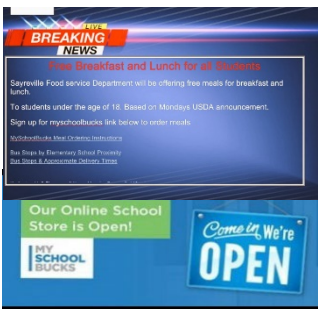 LIVE
BREAKING
NEWS
Free Breakfast and Lunch for all Students
Sayreville Food service Department will be offering free meals for breakfast and
lunch.
To students under the age of 18. Based on Mondays USDA announcement.
Sign up for myschoolbucks link below to order meals.
MySchoolBucks Meal Ordering Instructions
Bus Stops by Elementary School Proximity
Bus Stops & Approximate Delivery Times
Our Online School
Store is Open!
MY
SCHOOL
BUCKS
Come in We're
OPEN